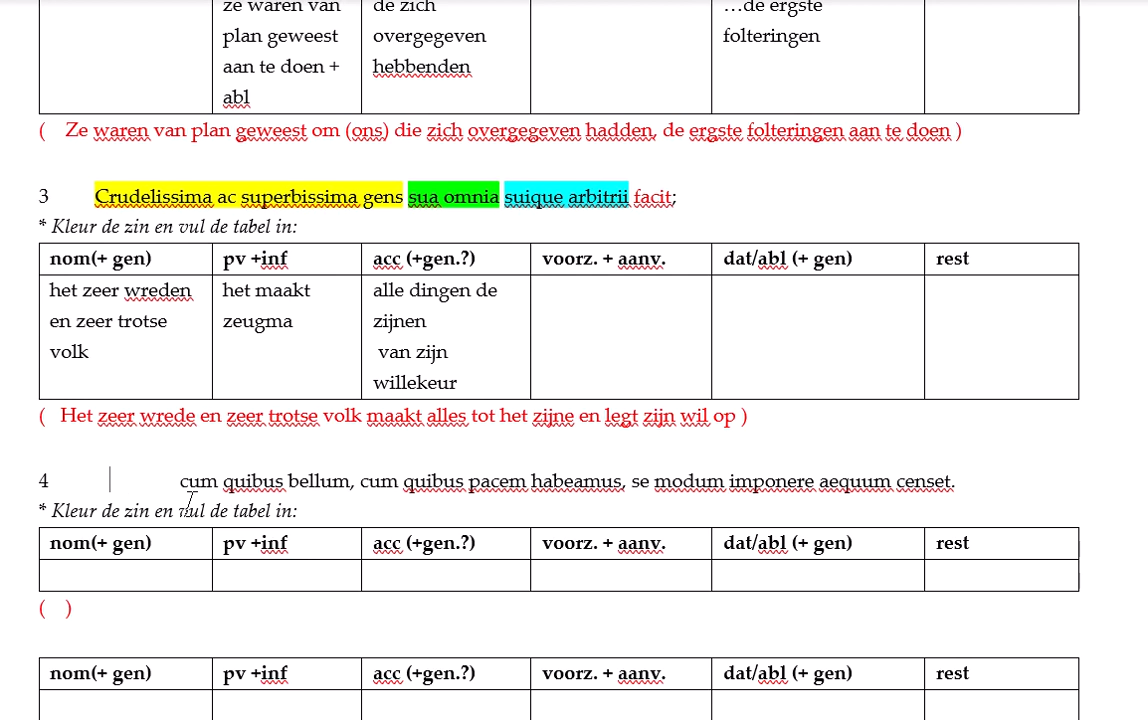 ze waren van de zich …de ergste
plan geweest overgegeven folteringen
aan te doen + hebbenden
abl
( Ze waren van plan geweest om (ons) die zich overgegeven hadden, de ergste folteringen aan te doen )
3 Crudelissima ac superbissima gens sua omnia suique arbitrii facit;
* Kleur de zin en vul de tabel in:
nom(+ gen) pv +inf acc (+gen.?) voorz. + aanv. dat/abl (+ gen) rest
het zeer wreden het maakt alle dingen de
en zeer trotse zeugma zijnen
volk van zijn
willekeur
( Het zeer wrede en zeer trotse volk maakt alles tot het zijne en legt zijn wil op )
4 cum quibus bellum, cum quibus pacem habeamus, se modum imponere aequum censet.
* Kleur de zin en vul de tabel in:
nom(+ gen) pv +inf acc (+gen.?) voorz. + aanv. dat/abl (+ gen) rest
( )
nom(+ gen) pv +inf acc (+gen.?) voorz. + aanv. dat/abl (+ gen) rest